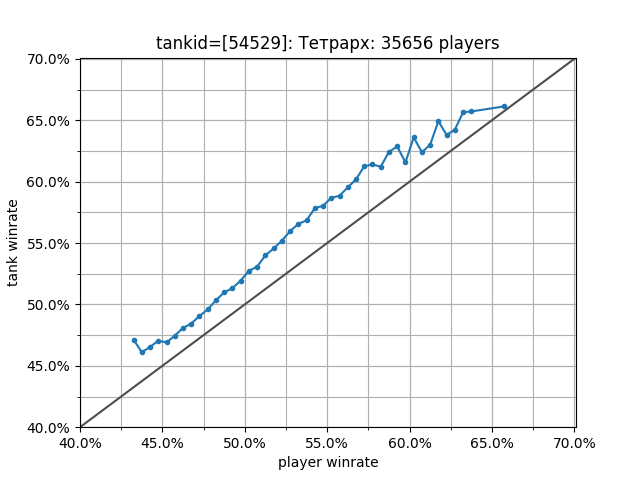 tankid=[54529]: Тетрарх: 35656 players
70.0%
65.0%
60.0%
55.0%
50.0%
45.0%
40.0%
tank winrate
40.0% 45.0% 50.0% 55.0% 60.0% 65.0% 70.0%
player winrate